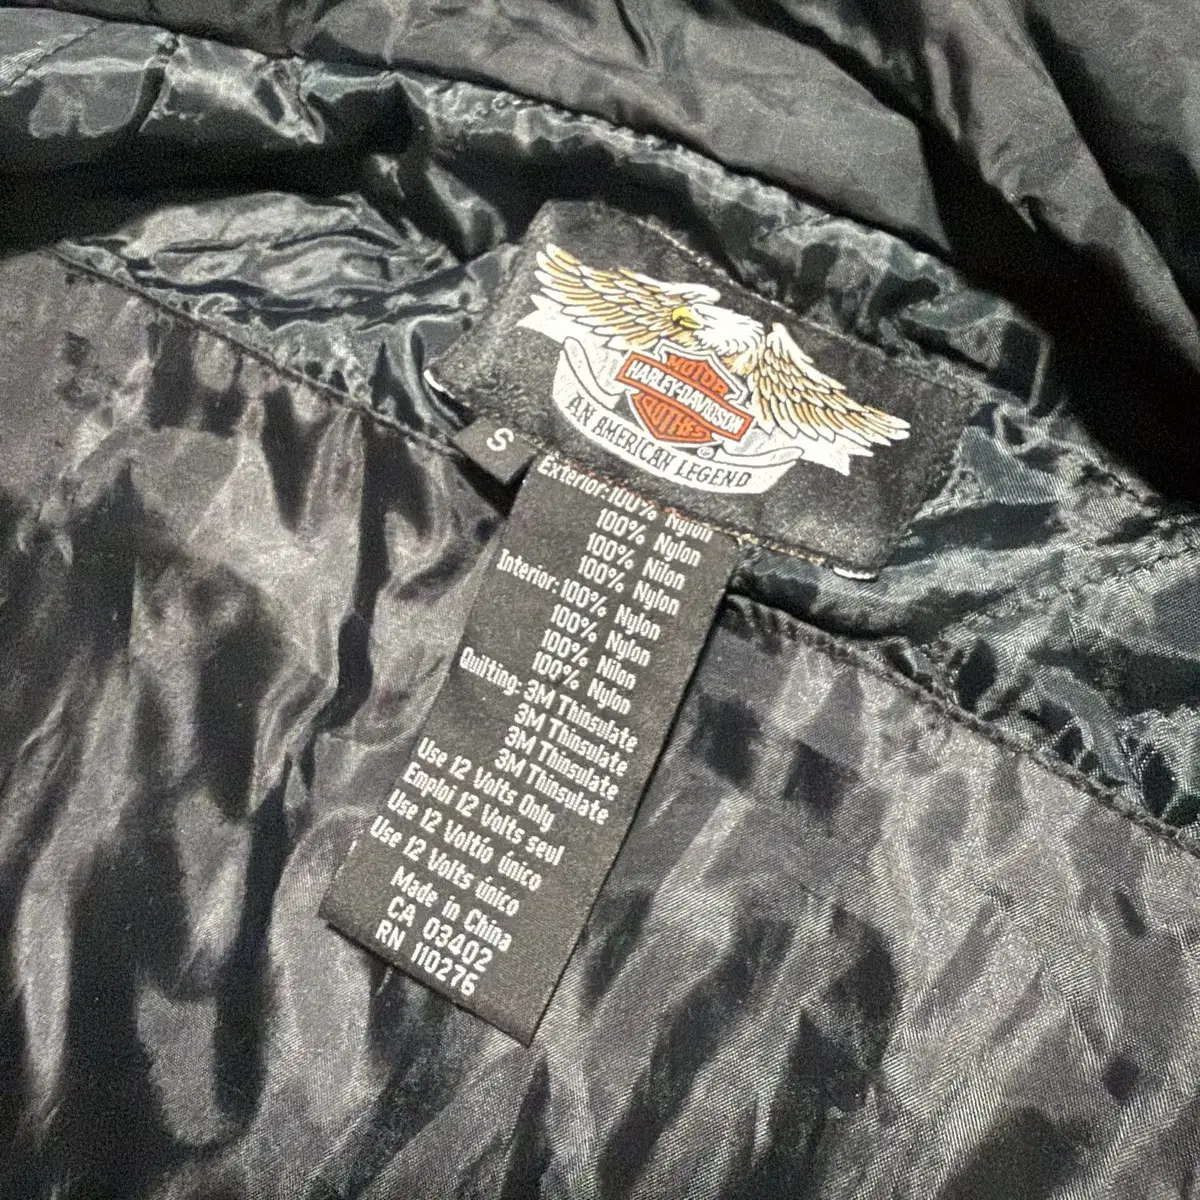 MOTOR
HARLEY-DAVIDSON
CYCLES
AN AMERICAN LEGEND
S
Exterior: 100% Nylon
100% Nylon
100% Nilon
100% Nylon
Interior: 100% Nylon
100% Nylon
100% Nilon
100% Nylon
Quilting: 3M Thinsulate
3M Thinsulate
3M Thinsulate
3M Thinsulate
Use 12 Volts Only
Emploi 12 Volts seul
Use 12 Voltio único
Use 12 Volts único
Made in China
CA 03402
RN 110276